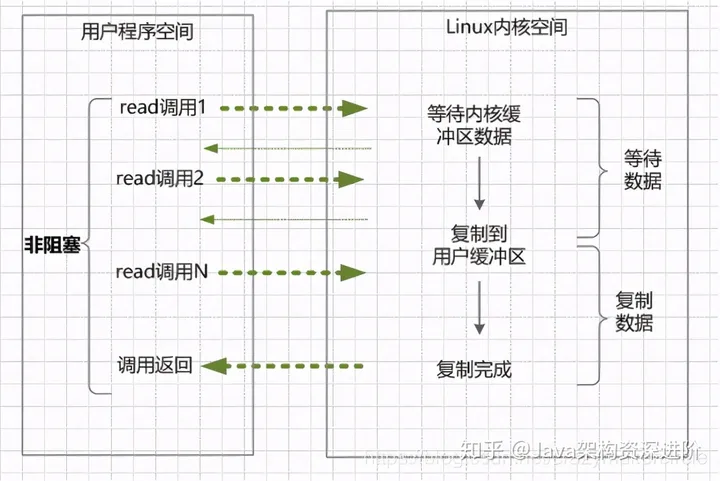 用户程序空间
Linux内核空间
read调用1
等待内核缓
冲区数据
等待
数据
read调用2
非阻塞
复制到
用户缓冲区
read调用N
复制
数据
调用返回
复制完成
知乎 @Java架构资深进阶